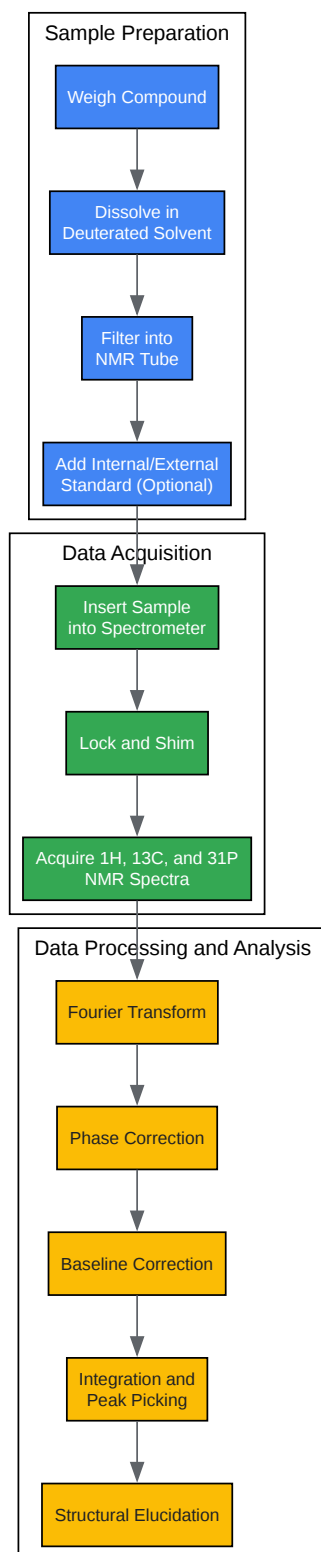 Sample Preparation
Weigh Compound
Dissolve in
Deuterated Solvent
Filter into
NMR Tube
Add Internal/External
Standard (Optional)
Data Acquisition
Insert Sample
into Spectrometer
Lock and Shim
Acquire 1H, 13C, and 31P
NMR Spectra
Data Processing and Analysis
Fourier Transform
Phase Correction
Baseline Correction
Integration and
Peak Picking
Structural Elucidation